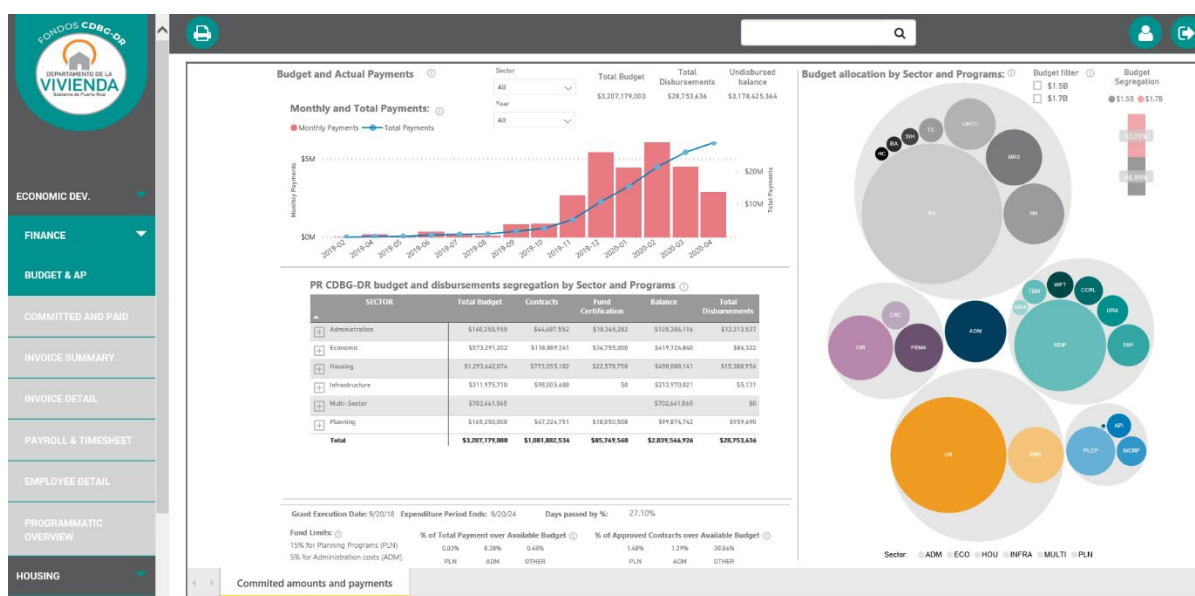 FONDOS CDBG-DR
DEPARTAMENTO DE LA
VIVIENDA
Gobierno de Puerto Rico
ECONOMIC DEV.
FINANCE
BUDGET & AP
COMMITTED AND PAID
INVOICE SUMMARY
INVOICE DETAIL
PAYROLL & TIMESHEET
EMPLOYEE DETAIL
PROGRAMMATIC
OVERVIEW
HOUSING
Budget and Actual Payments
Sector
All
Year
All
Total Budget
$3,207,179,000
Total
Disbursements
$28,753,636
Undisbursed
balance
$3,178,425,364
Monthly and Total Payments:
Monthly Payments Total Payments
Monthly Payments
$5M
$0M
$20M
$10M
Total Payments
2019-02 2019-04 2019-05 2019-06 2019-07 2019-08 2019-09 2019-10 2019-11 2019-12 2020-01 2020-02 2020-03 2020-04
PR CDBG-DR budget and disbursements segregation by Sector and Programs
SECTOR Total Budget Contracts Fund Certification Balance Total Disbursements
Administration $160,358,950 $44,687,552 $10,365,282 $105,306,116 $12,313,537
Economic $573,291,202 $118,809,361 $34,755,000 $419,726,840 $86,322
Housing $1,293,642,074 $773,055,182 $22,578,750 $498,008,141 $15,388,956
Infrastructure $311,975,710 $98,005,688 $0 $213,970,021 $5,131
Multi-Sector $702,661,065 $702,661,065 $0
Planning $165,250,000 $47,324,751 $18,050,508 $99,874,742 $959,690
Total $3,207,179,000 $1,081,882,534 $85,749,540 $2,039,546,926 $28,753,636
Grant Execution Date: 9/20/18 Expenditure Period Ends: 9/20/24 Days passed by %: 27.10%
Fund Limits:
15% for Planning Programs (PLN)
5% for Administration costs (ADM)
% of Total Payment over Available Budget
0.03% 0.38% 0.48%
PLN ADM OTHER
% of Approved Contracts over Available Budget
1.48% 1.39% 30.86%
PLN ADM OTHER
Budget allocation by Sector and Programs:
Budget filter
$1.5B
$1.7B
Budget
Segregation
$1.5B $1.7B
53.01%
46.99%
HC
RA
SIH
TC
LIHTC
MRS
R3
HA
CRC
CIR
FEMA
ADM
TBM
WFT
CCRL
URA
SBF
CR
PLCP
API
WCRP
Sector: ADM ECO HOU INFRA MULTI PLN
Commited amounts and payments